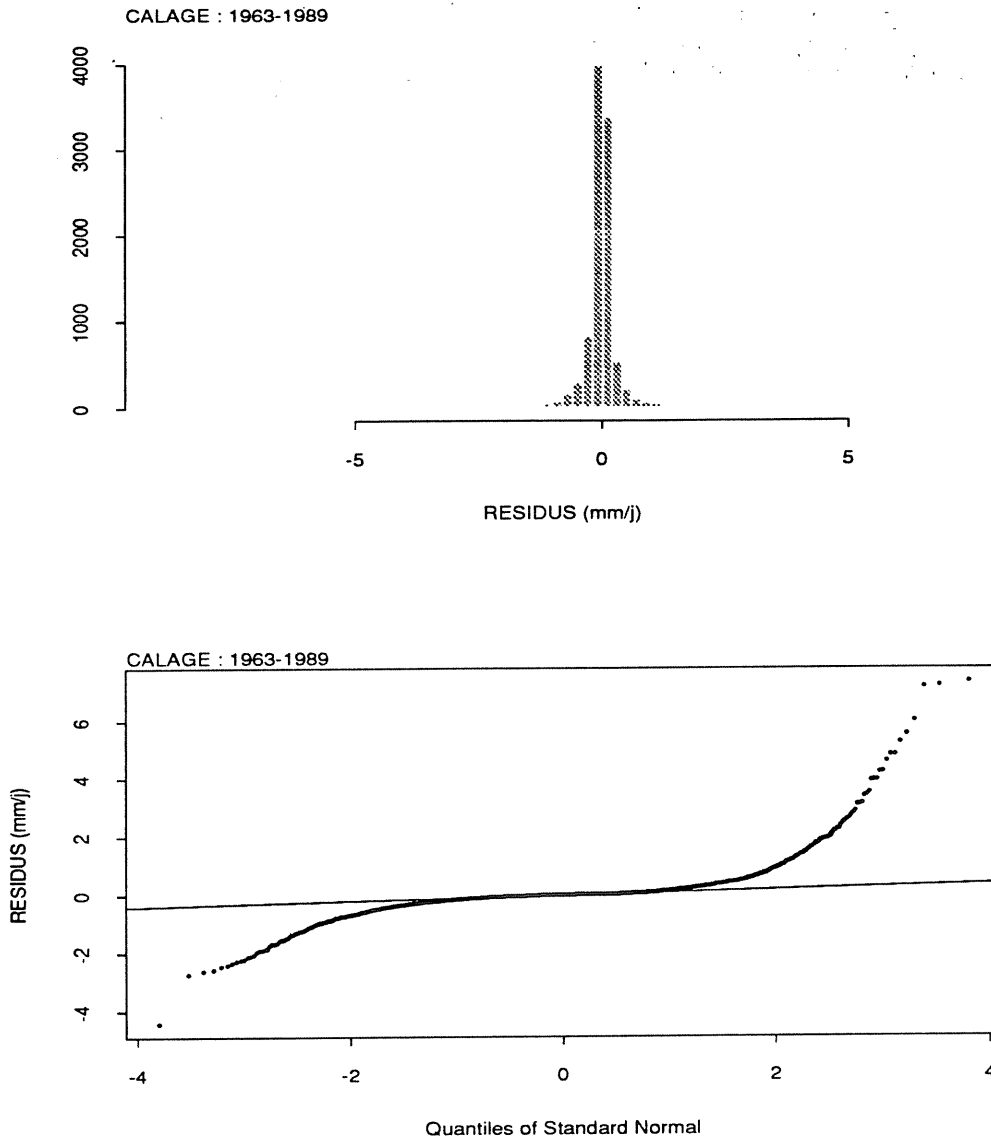 CALAGE : 1963-1989
4000
3000
2000
1000
0
-5 0 5
RESIDUS (mm/j)
CALAGE : 1963-1989
6
4
2
0
-2
-4
RESIDUS (mm/j)
-4 -2 0 2 4
Quantiles of Standard Normal